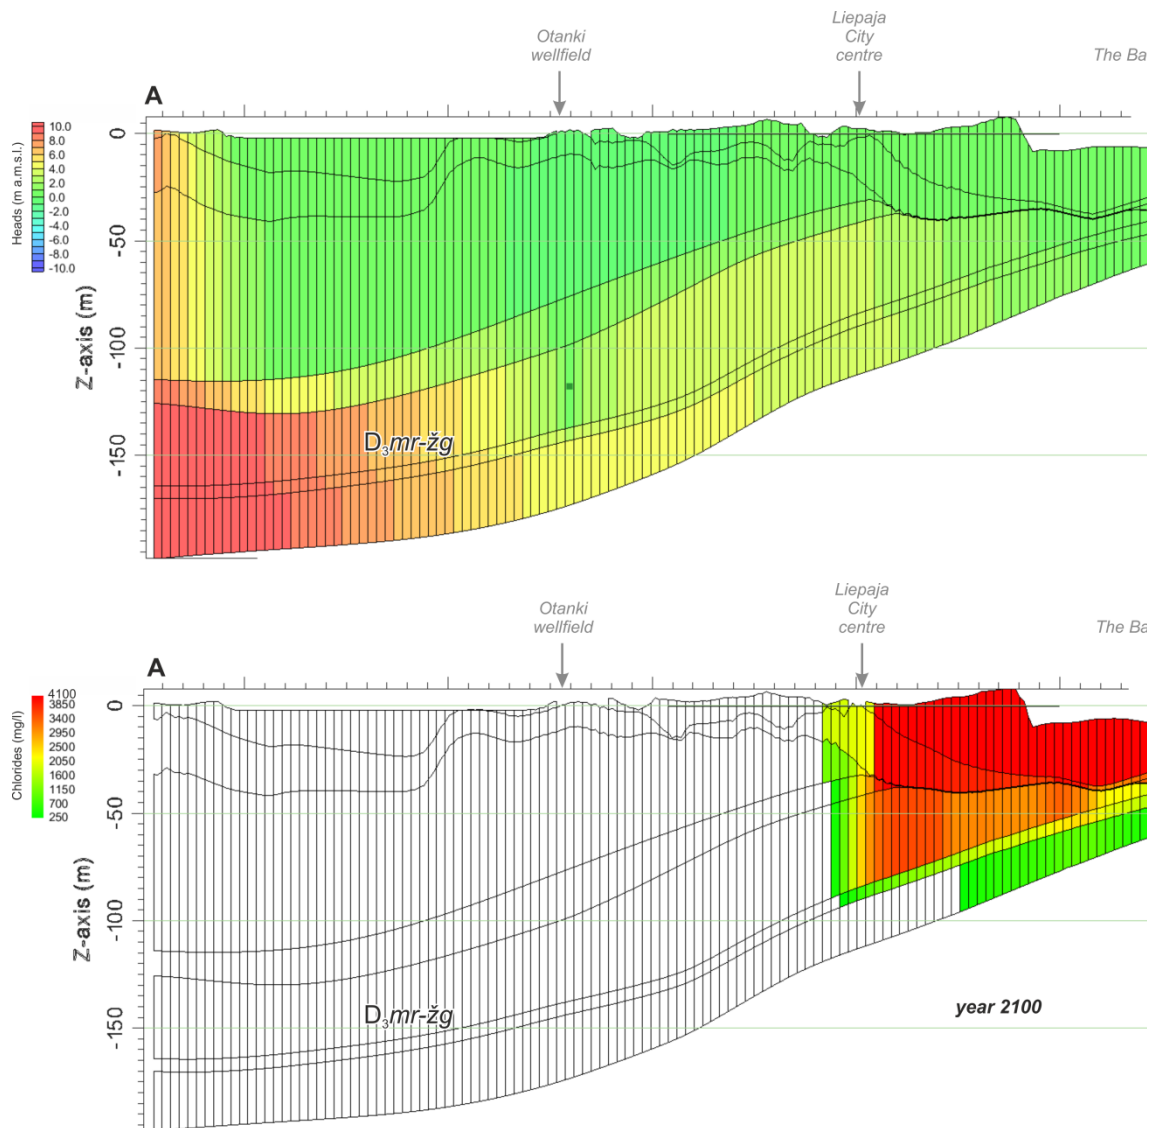 Otanki
wellfield
Liepaja
City
centre
The Ba
A
Heads (m a.m.s.l.)
10.0
8.0
6.0
4.0
2.0
0.0
-2.0
-4.0
-6.0
-8.0
-10.0
Z-axis (m)
0
-50
-100
-150
D₃mr-žg
Otanki
wellfield
Liepaja
City
centre
The Ba
A
Chlorides (mg/l)
4100
3850
3400
2950
2500
2050
1600
1150
700
250
Z-axis (m)
0
-50
-100
-150
D₃mr-žg
year 2100